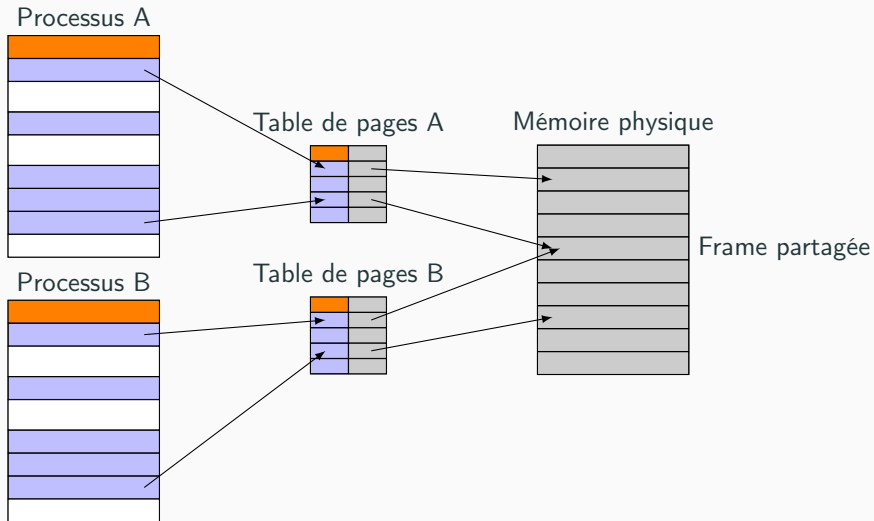 Processus A
Table de pages A
Mémoire physique
Frame partagée
Processus B
Table de pages B